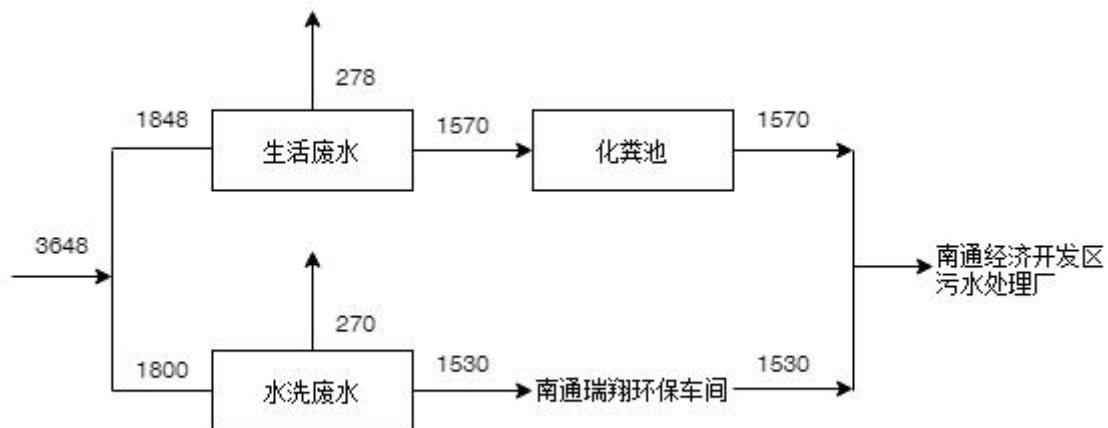 278
1848
生活废水
1570
化粪池
1570
3648
南通经济开发区
污水处理厂
270
1800
水洗废水
1530
南通瑞翔环保车间
1530